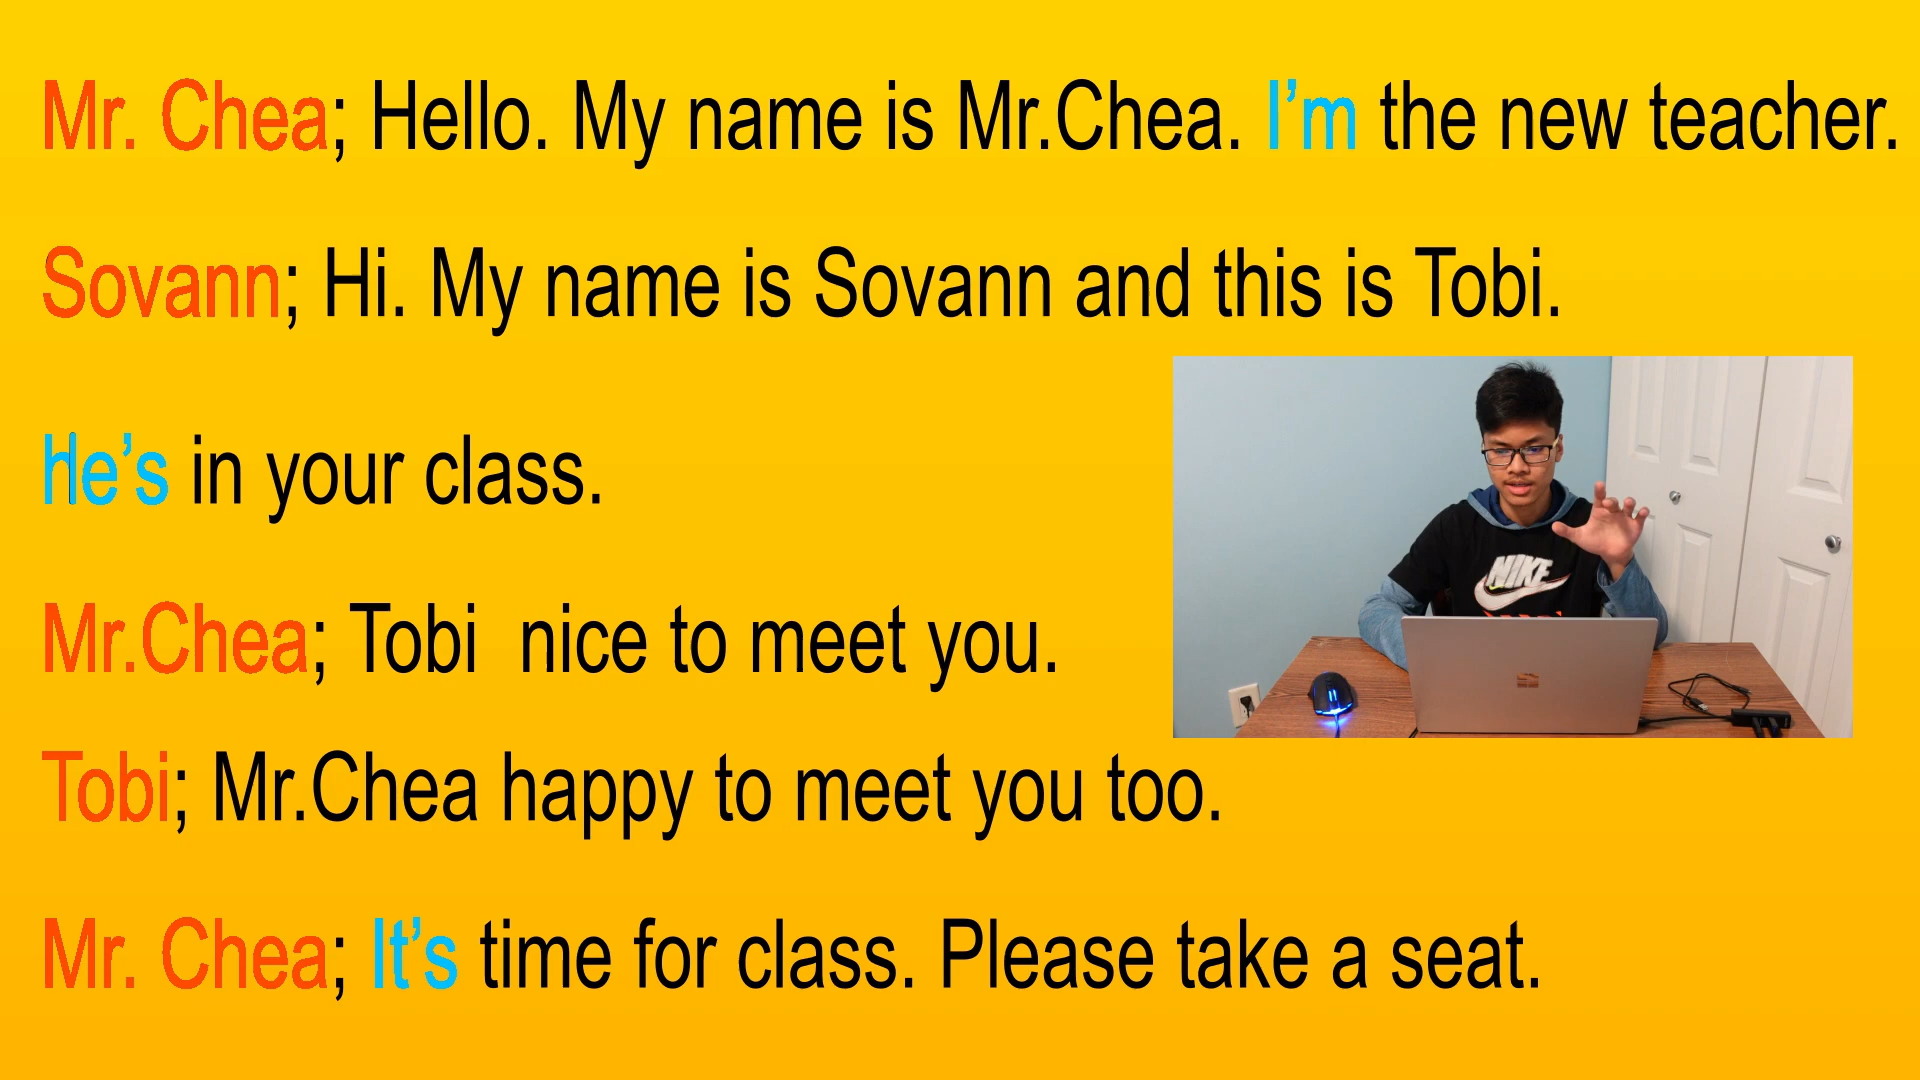 Mr. Chea; Hello. My name is Mr.Chea. I’m the new teacher.
Sovann; Hi. My name is Sovann and this is Tobi.
He’s in your class.
NIKE
Mr.Chea; Tobi  nice to meet you.
Tobi; Mr.Chea happy to meet you too.
Mr. Chea; It’s time for class. Please take a seat.